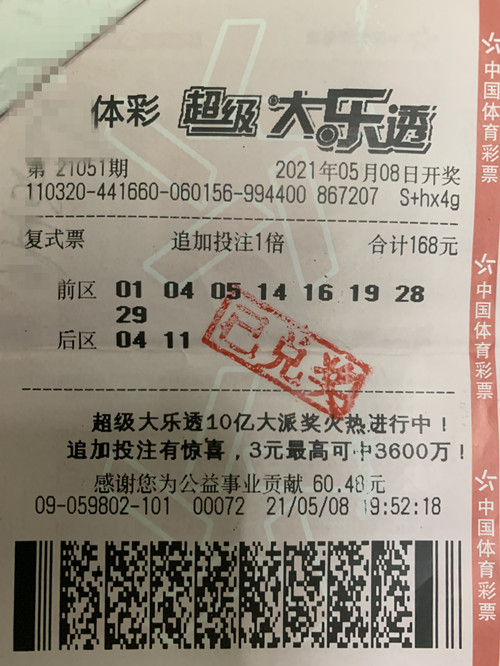 体彩 超级大乐透
第 21051期 2021年05月08日开奖
110320-441660-060156-994400 867207 S+hx4g
复式票 追加投注1倍 合计168元
前区 01 04 05 14 16 19 28
29
后区 04 11
已兑奖
超级大乐透10亿大派奖火热进行中！
追加投注有惊喜，3元最高可中3600万！
感谢您为公益事业贡献 60.48元
09-059802-101 00072 21/05/08 19:52:18
中国体育彩票
中国体育彩票
中国体育彩票